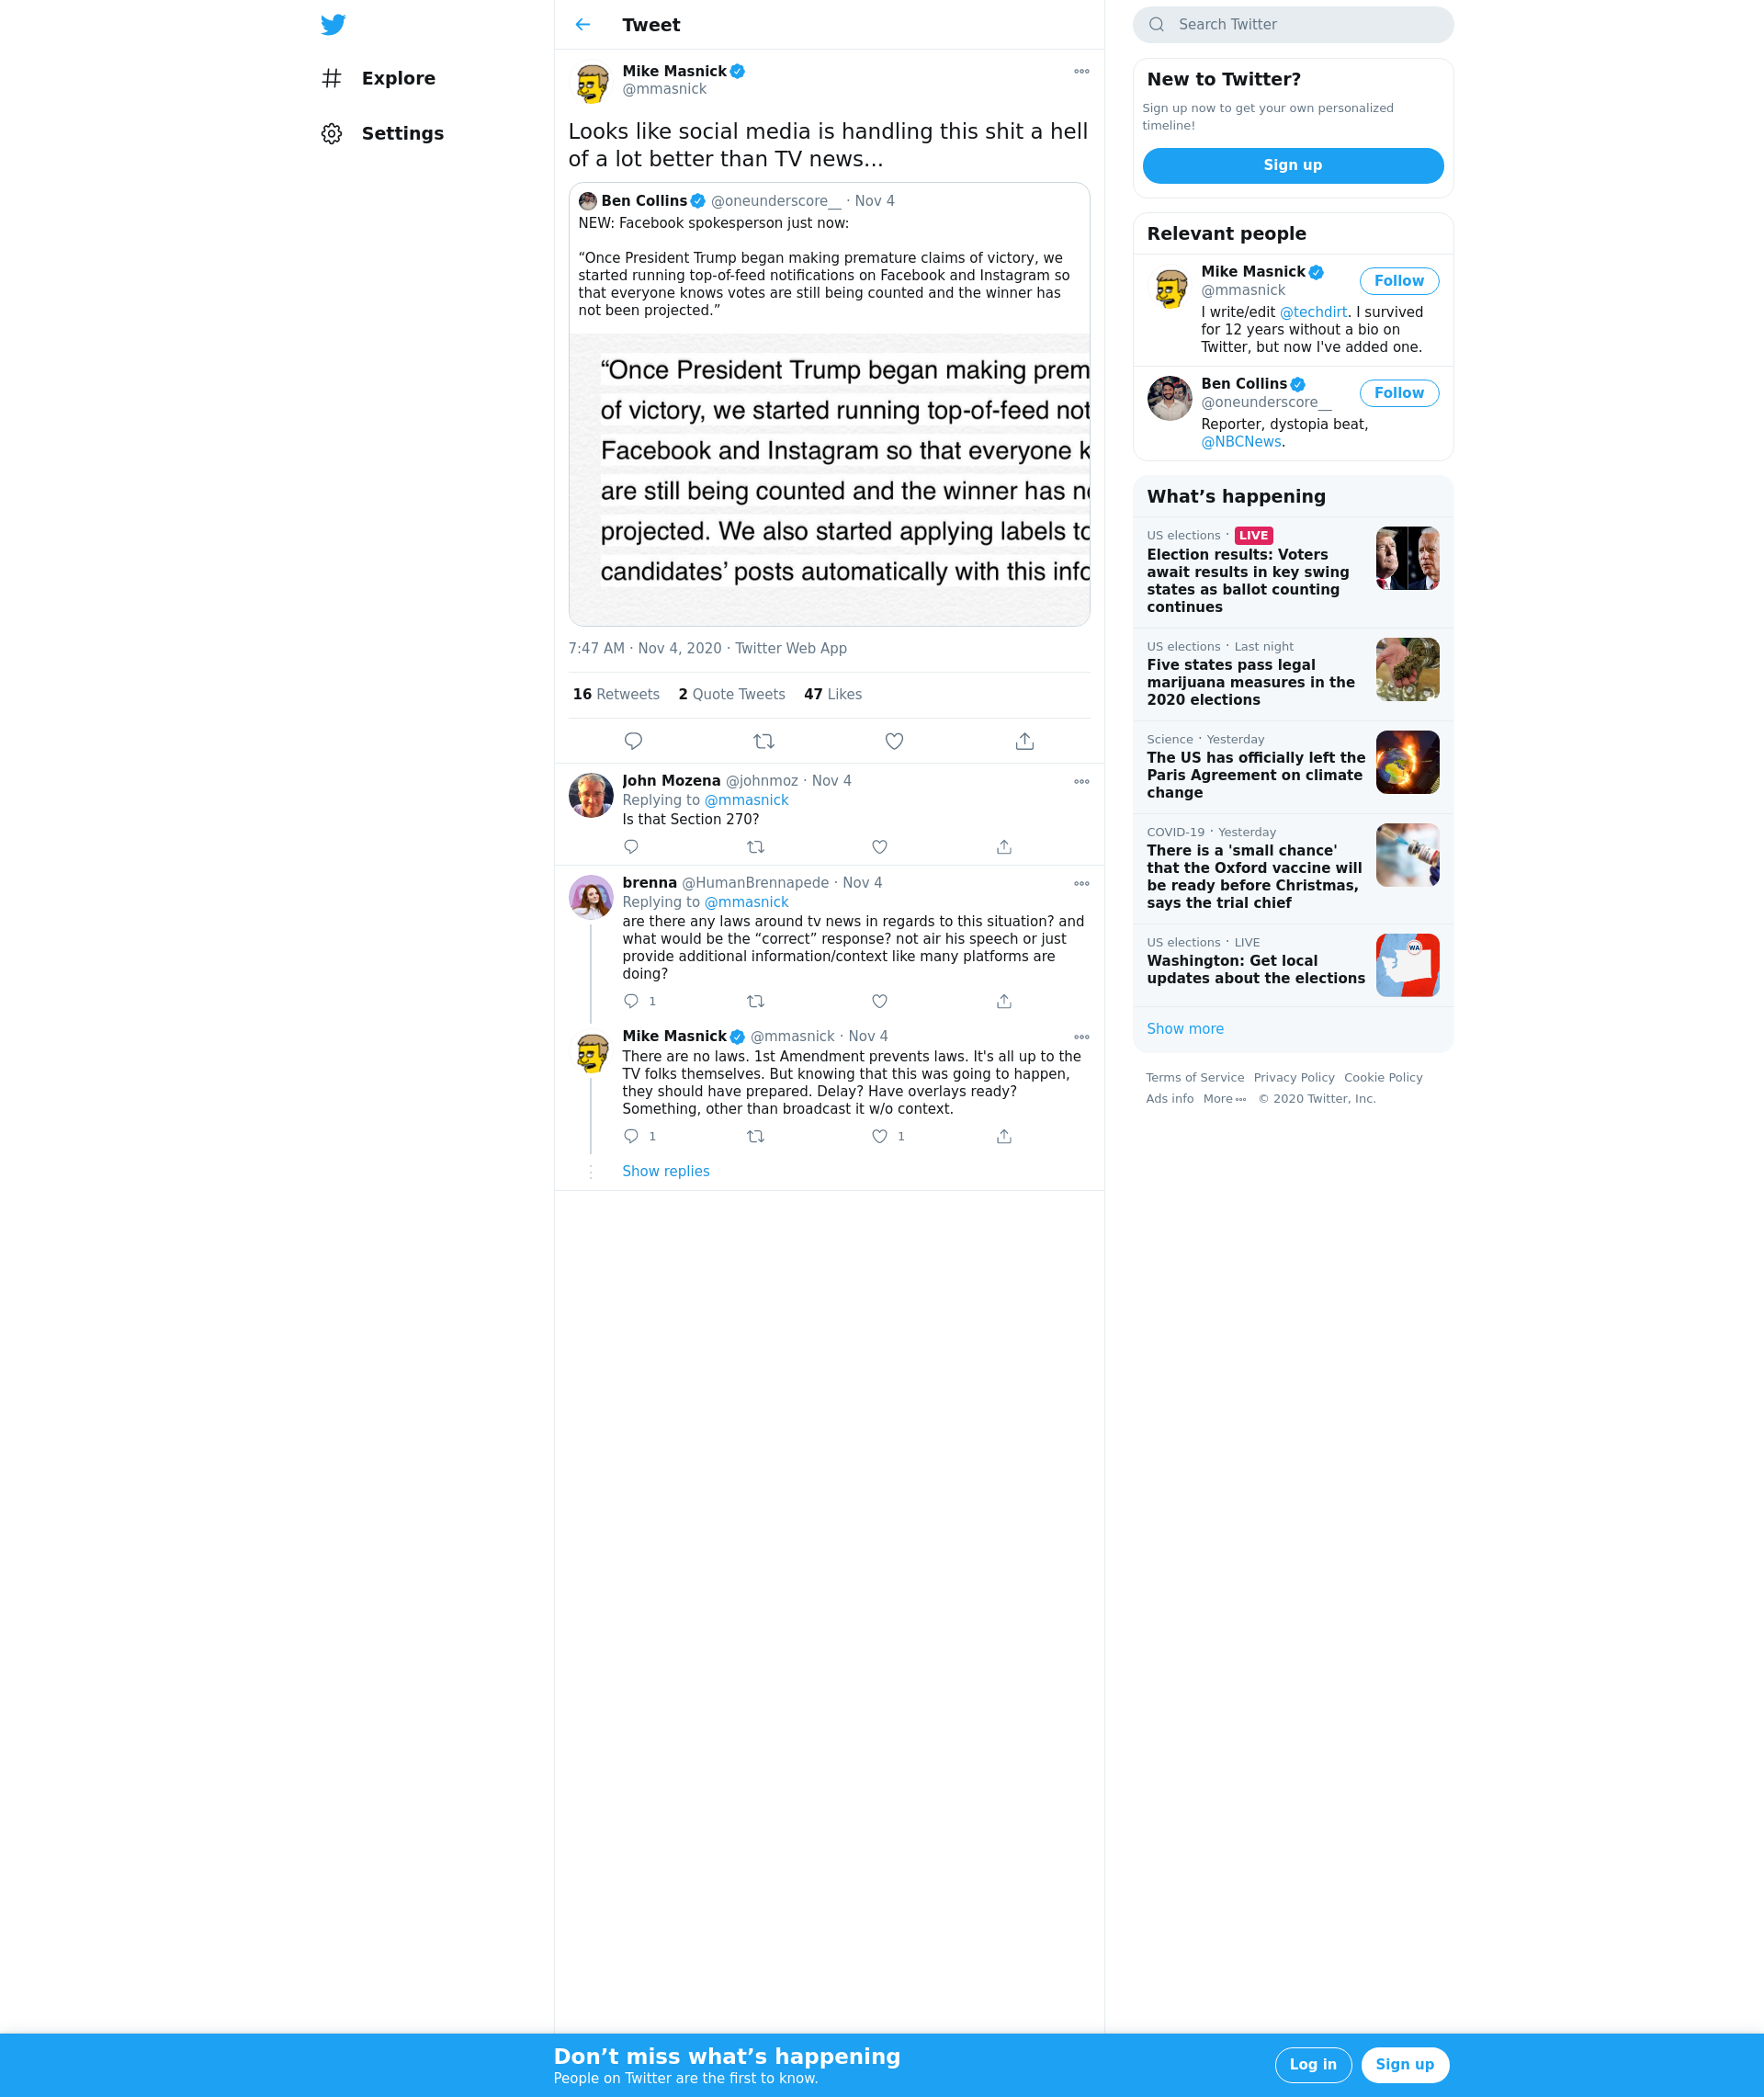 Explore
Settings
Tweet
Mike Masnick
@mmasnick
Looks like social media is handling this shit a hell
of a lot better than TV news...
Ben Collins @oneunderscore__ · Nov 4
NEW: Facebook spokesperson just now:
“Once President Trump began making premature claims of victory, we
started running top-of-feed notifications on Facebook and Instagram so
that everyone knows votes are still being counted and the winner has
not been projected.”
“Once President Trump began making prem
of victory, we started running top-of-feed not
Facebook and Instagram so that everyone k
are still being counted and the winner has n
projected. We also started applying labels to
candidates’ posts automatically with this info
7:47 AM · Nov 4, 2020 · Twitter Web App
16 Retweets 2 Quote Tweets 47 Likes
John Mozena @johnmoz · Nov 4
Replying to @mmasnick
Is that Section 270?
brenna @HumanBrennapede · Nov 4
Replying to @mmasnick
are there any laws around tv news in regards to this situation? and
what would be the “correct” response? not air his speech or just
provide additional information/context like many platforms are
doing?
1
Mike Masnick @mmasnick · Nov 4
There are no laws. 1st Amendment prevents laws. It's all up to the
TV folks themselves. But knowing that this was going to happen,
they should have prepared. Delay? Have overlays ready?
Something, other than broadcast it w/o context.
1 1
Show replies
Search Twitter
New to Twitter?
Sign up now to get your own personalized
timeline!
Sign up
Relevant people
Mike Masnick
@mmasnick
Follow
I write/edit @techdirt. I survived
for 12 years without a bio on
Twitter, but now I've added one.
Ben Collins
@oneunderscore__
Follow
Reporter, dystopia beat,
@NBCNews.
What’s happening
US elections · LIVE
Election results: Voters
await results in key swing
states as ballot counting
continues
US elections · Last night
Five states pass legal
marijuana measures in the
2020 elections
Science · Yesterday
The US has officially left the
Paris Agreement on climate
change
COVID-19 · Yesterday
There is a 'small chance'
that the Oxford vaccine will
be ready before Christmas,
says the trial chief
US elections · LIVE
Washington: Get local
updates about the elections
WA
Show more
Terms of Service Privacy Policy Cookie Policy
Ads info More © 2020 Twitter, Inc.
Don’t miss what’s happening
People on Twitter are the first to know.
Log in
Sign up